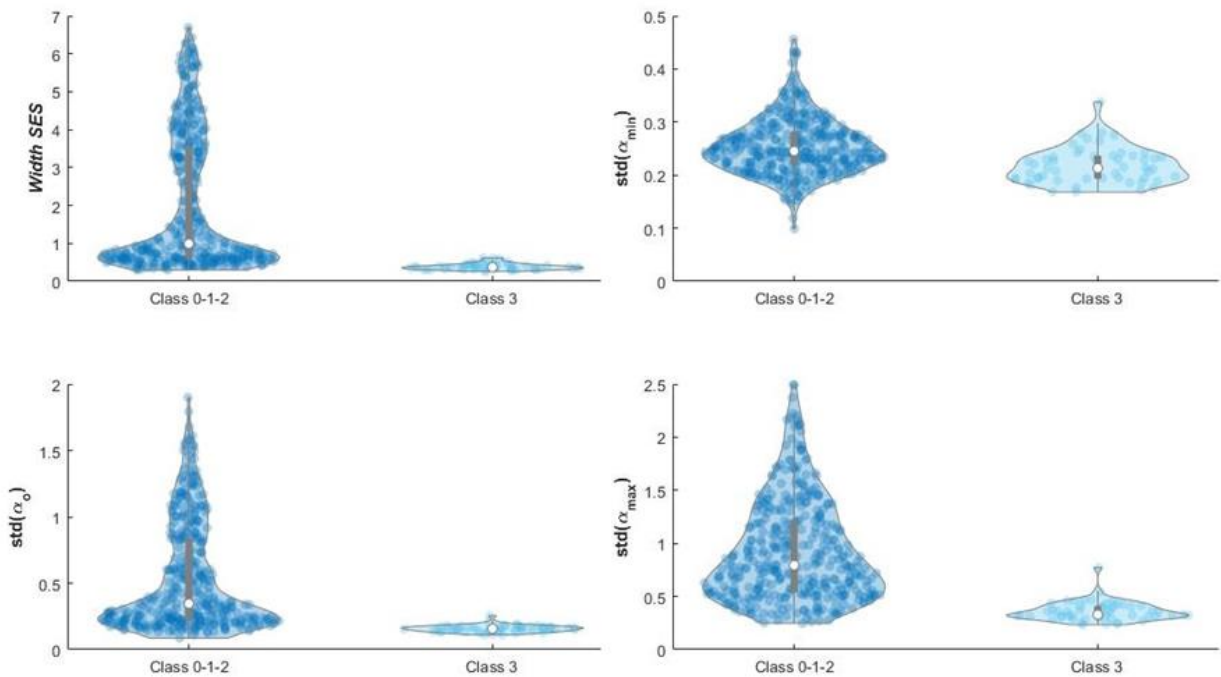 7
6
5
4
3
2
1
0
Width SES
Class 0-1-2
Class 3
0.5
0.4
0.3
0.2
0.1
0
std(α_min)
Class 0-1-2
Class 3
2
1.5
1
0.5
0
std(α_o)
Class 0-1-2
Class 3
2.5
2
1.5
1
0.5
0
std(α_max)
Class 0-1-2
Class 3